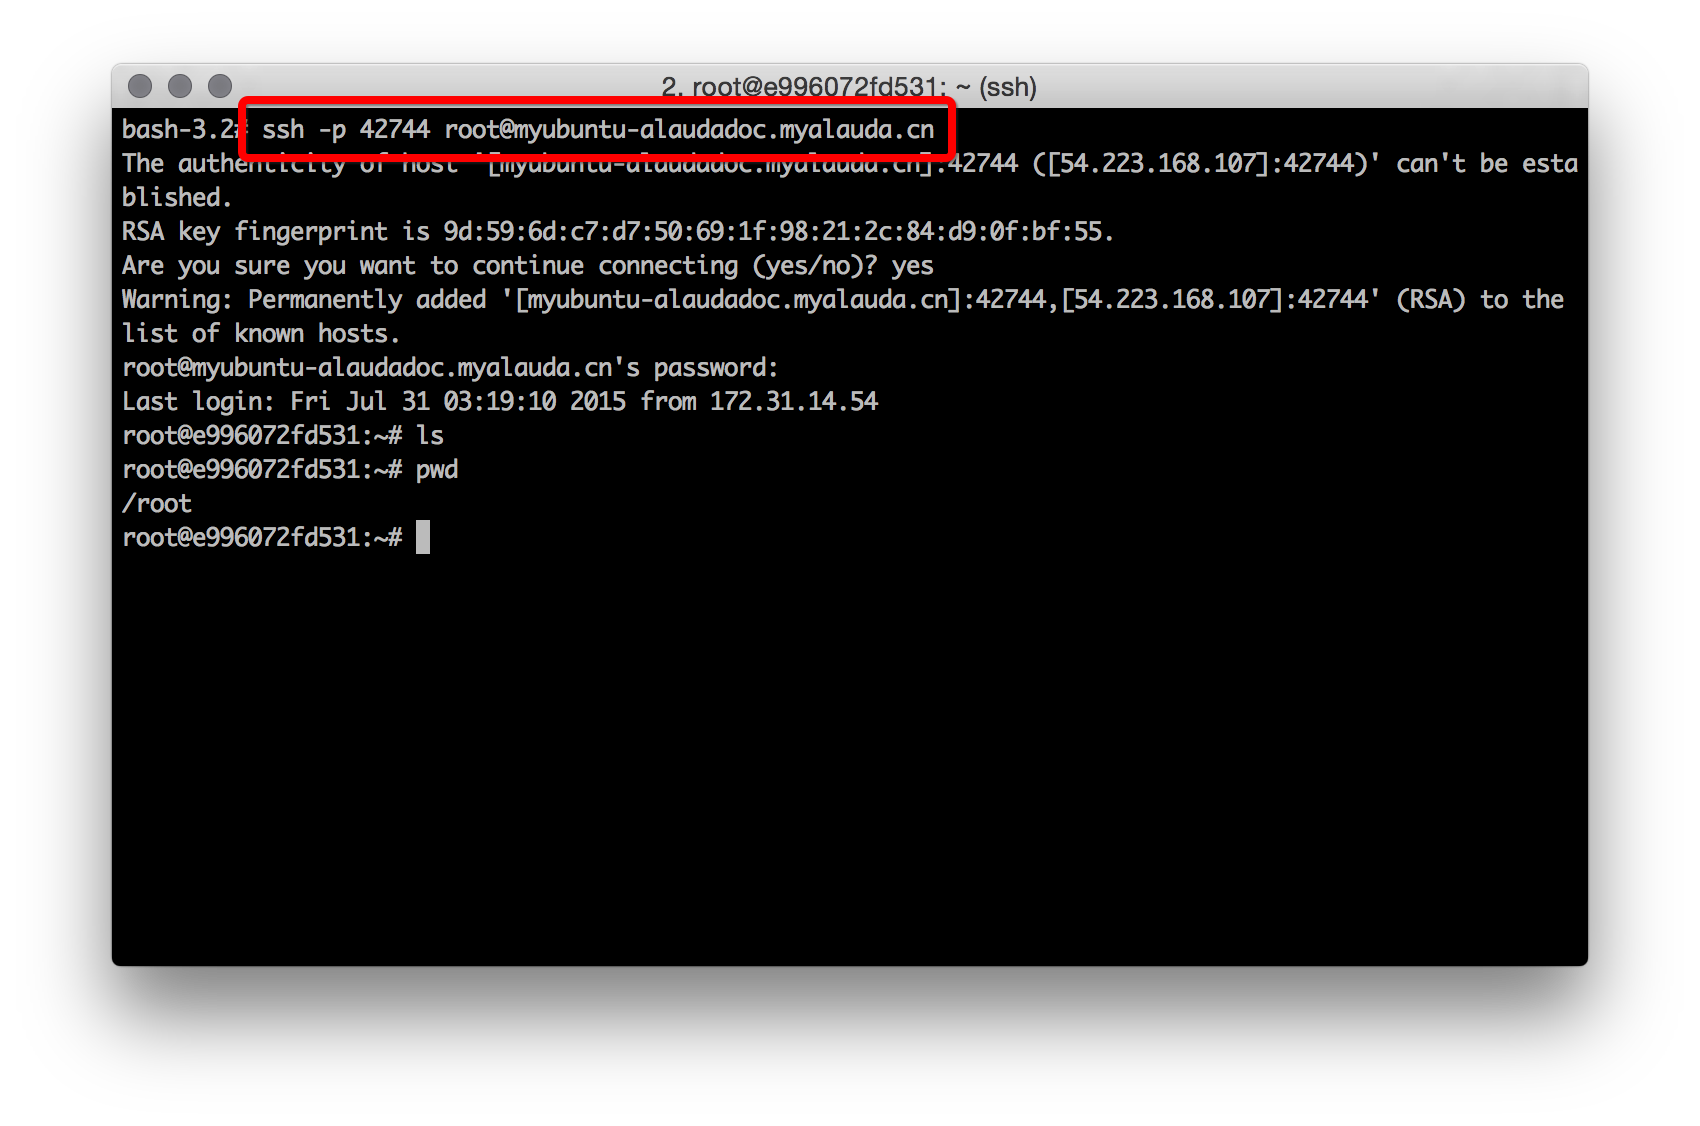 2. root@e996072fd531: ~ (ssh)
bash-3.2# ssh -p 42744 root@myubuntu-alaudadoc.myalauda.cn
The authenticity of host '[myubuntu-alaudadoc.myalauda.cn]:42744 ([54.223.168.107]:42744)' can't be esta
blished.
RSA key fingerprint is 9d:59:6d:c7:d7:50:69:1f:98:21:2c:84:d9:0f:bf:55.
Are you sure you want to continue connecting (yes/no)? yes
Warning: Permanently added '[myubuntu-alaudadoc.myalauda.cn]:42744,[54.223.168.107]:42744' (RSA) to the
list of known hosts.
root@myubuntu-alaudadoc.myalauda.cn's password:
Last login: Fri Jul 31 03:19:10 2015 from 172.31.14.54
root@e996072fd531:~# ls
root@e996072fd531:~# pwd
/root
root@e996072fd531:~#